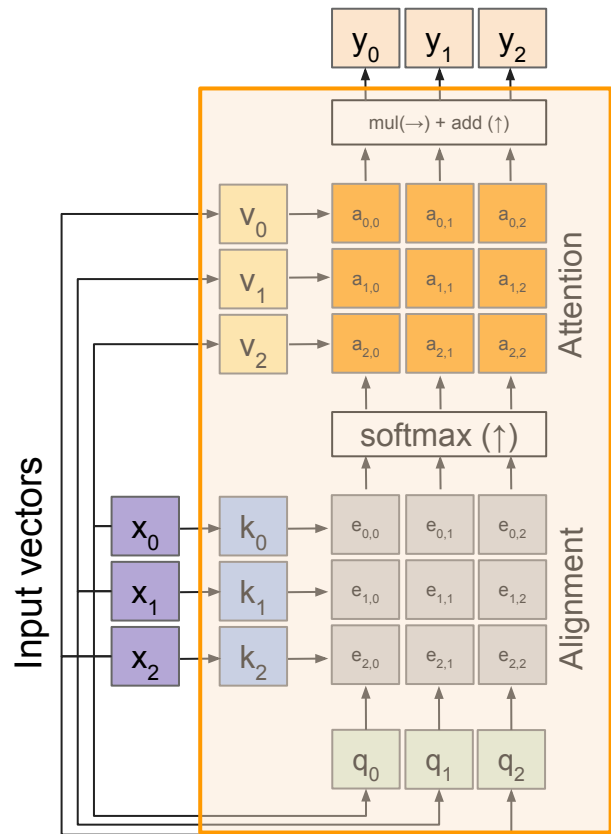 y₀ y₁ y₂
mul(→) + add (↑)
v₀ a₀,₀ a₀,₁ a₀,₂
v₁ a₁,₀ a₁,₁ a₁,₂
v₂ a₂,₀ a₂,₁ a₂,₂
Attention
softmax (↑)
Input vectors
x₀ k₀ e₀,₀ e₀,₁ e₀,₂
x₁ k₁ e₁,₀ e₁,₁ e₁,₂
x₂ k₂ e₂,₀ e₂,₁ e₂,₂
Alignment
q₀ q₁ q₂